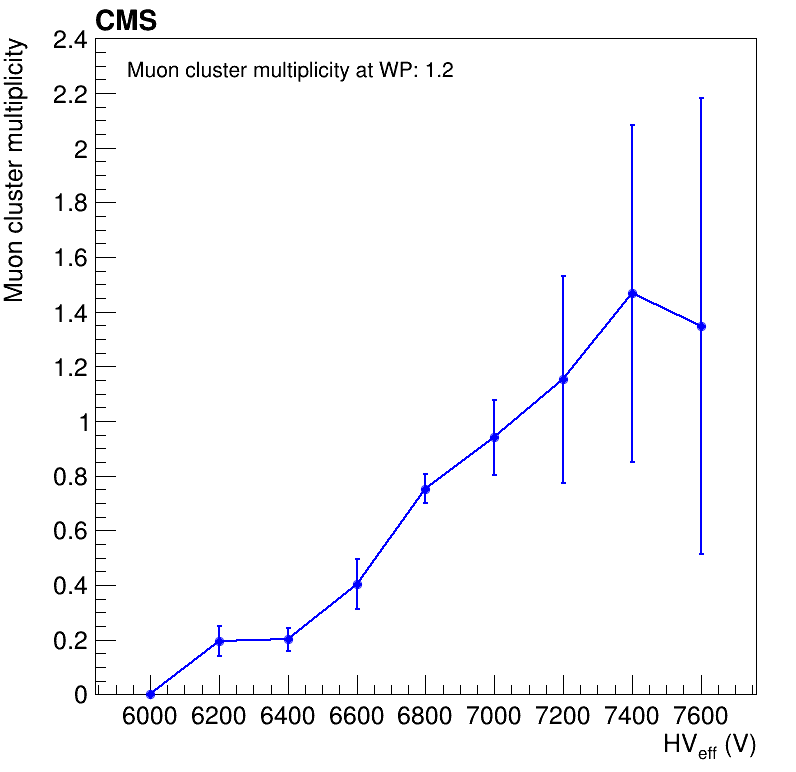 CMS
Muon cluster multiplicity at WP: 1.2
Muon cluster multiplicity
2.4
2.2
2
1.8
1.6
1.4
1.2
1
0.8
0.6
0.4
0.2
0
6000 6200 6400 6600 6800 7000 7200 7400 7600
HVeff (V)